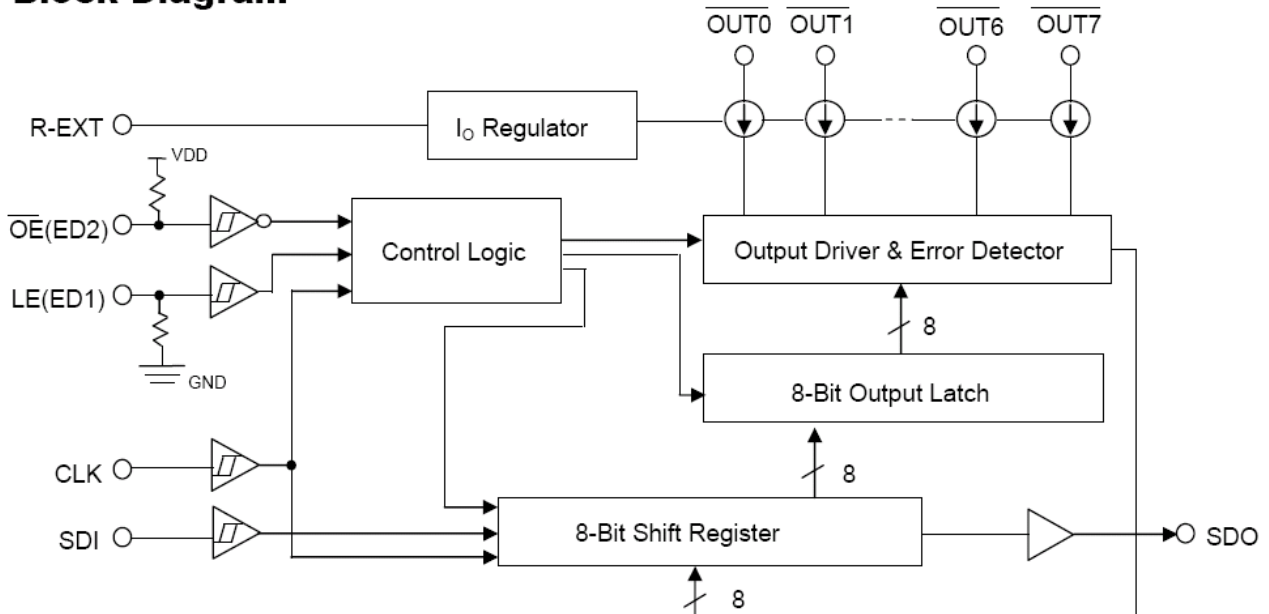 Block Diagram
OUT0 OUT1 OUT6 OUT7
R-EXT
I_O Regulator
VDD
OE(ED2)
Control Logic
Output Driver & Error Detector
LE(ED1)
8
GND
8-Bit Output Latch
CLK
8
SDI
8-Bit Shift Register
SDO
8